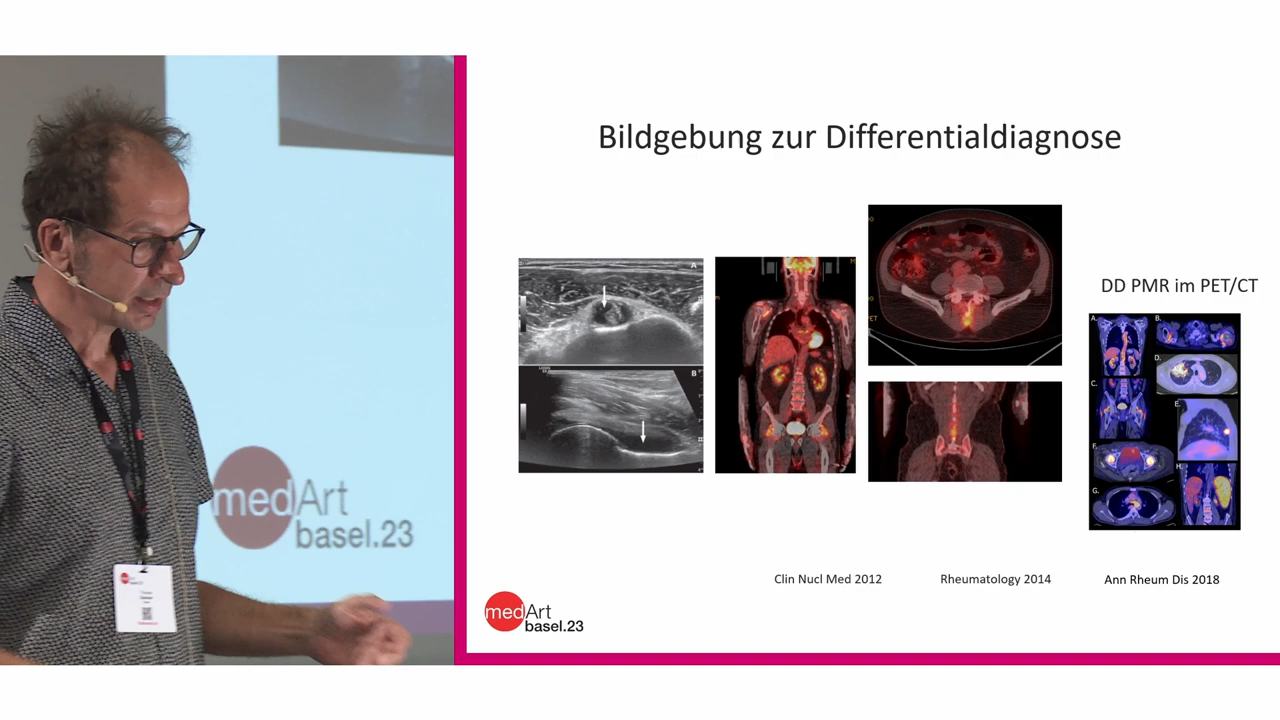 Bildgebung zur Differentialdiagnose
DD PMR im PET/CT
A
B
A.
B.
C.
D.
E.
F.
G.
H.
Clin Nucl Med 2012
Rheumatology 2014
Ann Rheum Dis 2018
medArt
basel.23
medArt
basel.23